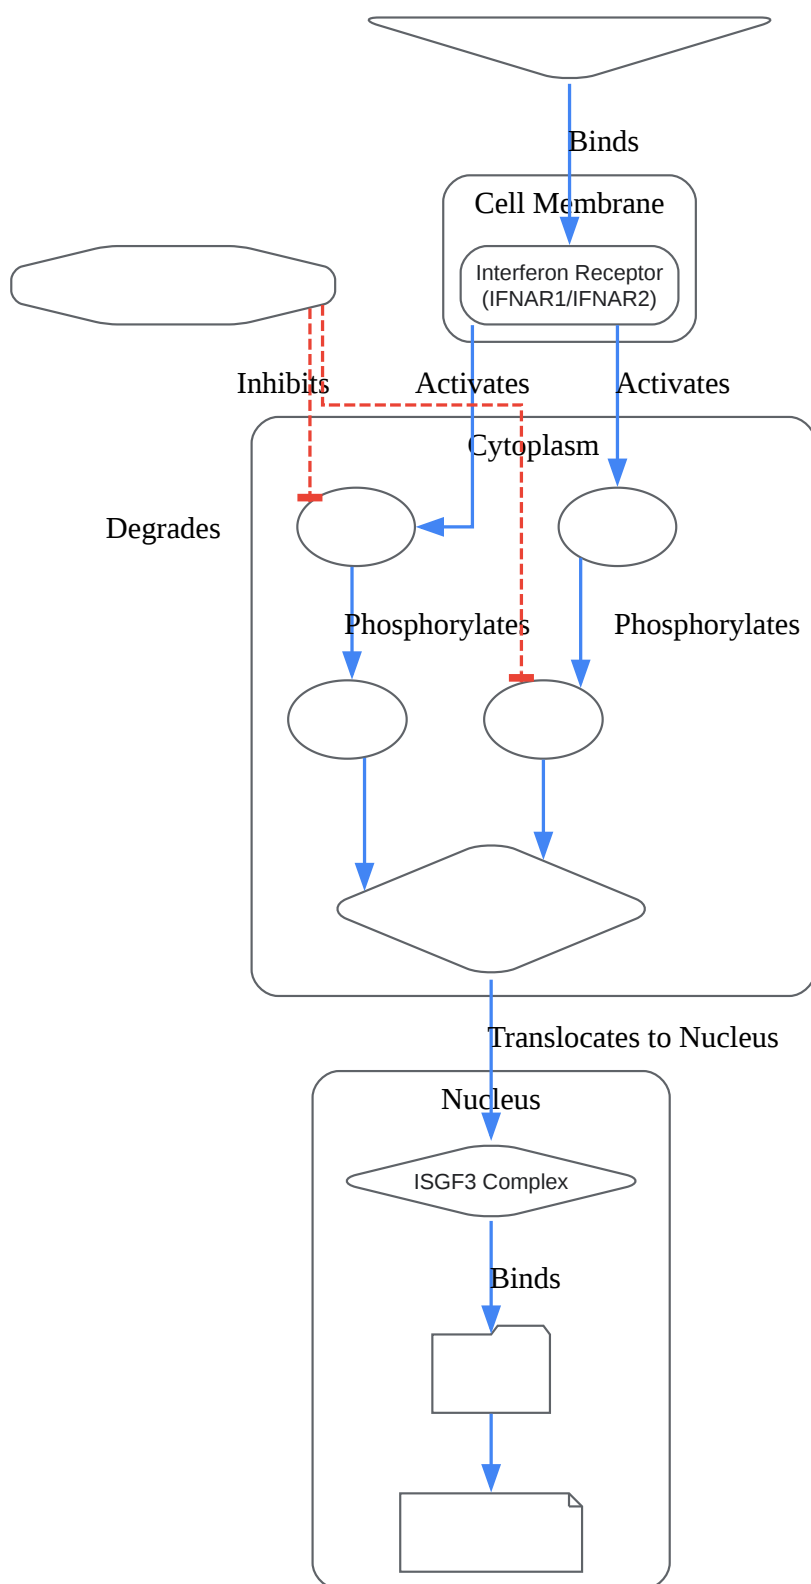 Binds
Cell Membrane
Interferon Receptor
(IFNAR1/IFNAR2)
Inhibits
Activates
Activates
Cytoplasm
Degrades
Phosphorylates
Phosphorylates
Translocates to Nucleus
Nucleus
ISGF3 Complex
Binds